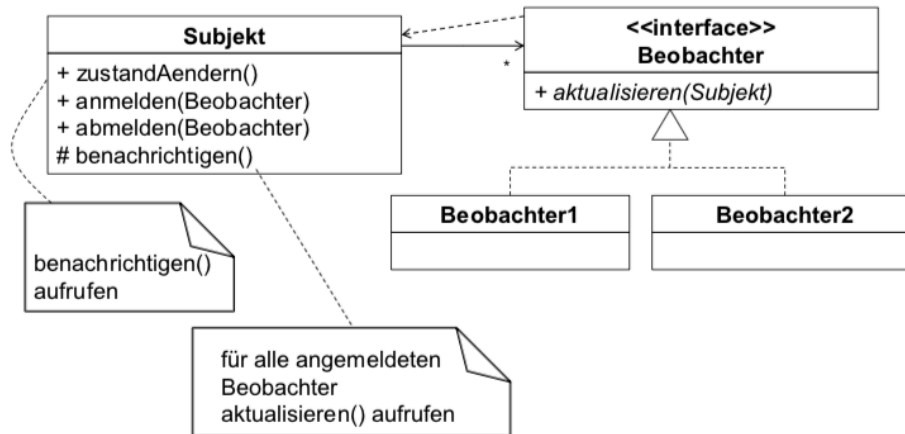 Subjekt
+ zustandAendern()
+ anmelden(Beobachter)
+ abmelden(Beobachter)
# benachrichtigen()
*
<<interface>>
Beobachter
+ aktualisieren(Subjekt)
Beobachter1
Beobachter2
benachrichtigen()
aufrufen
für alle angemeldeten
Beobachter
aktualisieren() aufrufen